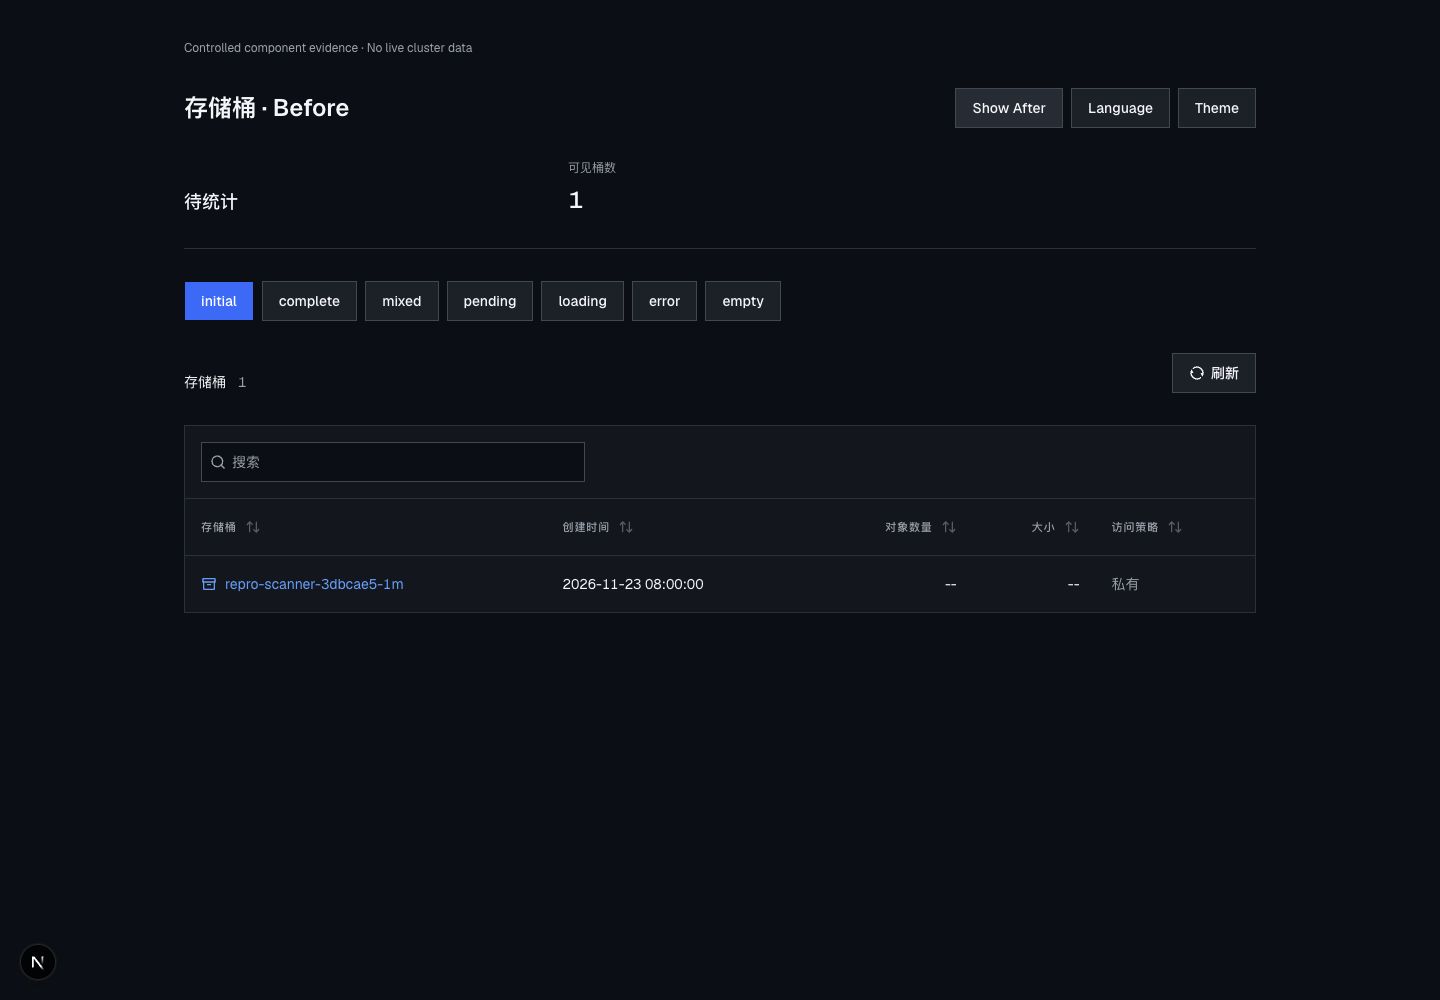 Controlled component evidence · No live cluster data
存储桶 · Before
Show After Language Theme
可见桶数
待统计 1
initial complete mixed pending loading error empty
存储桶 1 刷新
搜索
存储桶 创建时间 对象数量 大小 访问策略
repro-scanner-3dbcae5-1m 2026-11-23 08:00:00 -- -- 私有
N